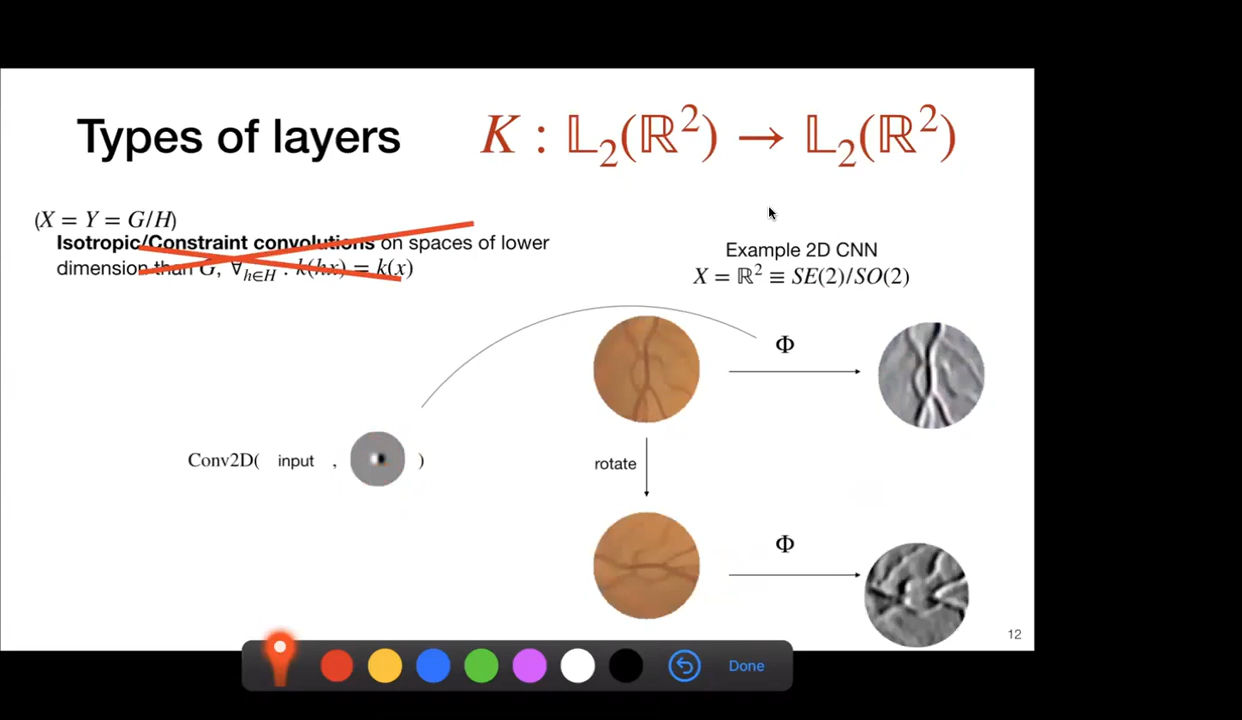 Types of layers
K : 𝕃₂(ℝ²) → 𝕃₂(ℝ²)
(X = Y = G/H)
Isotropic/Constraint convolutions on spaces of lower
dimension than G, ∀ₕ∈H : k(hx) = k(x)
Example 2D CNN
X = ℝ² ≡ SE(2)/SO(2)
Φ
Conv2D( input , )
rotate
Φ
12
Done